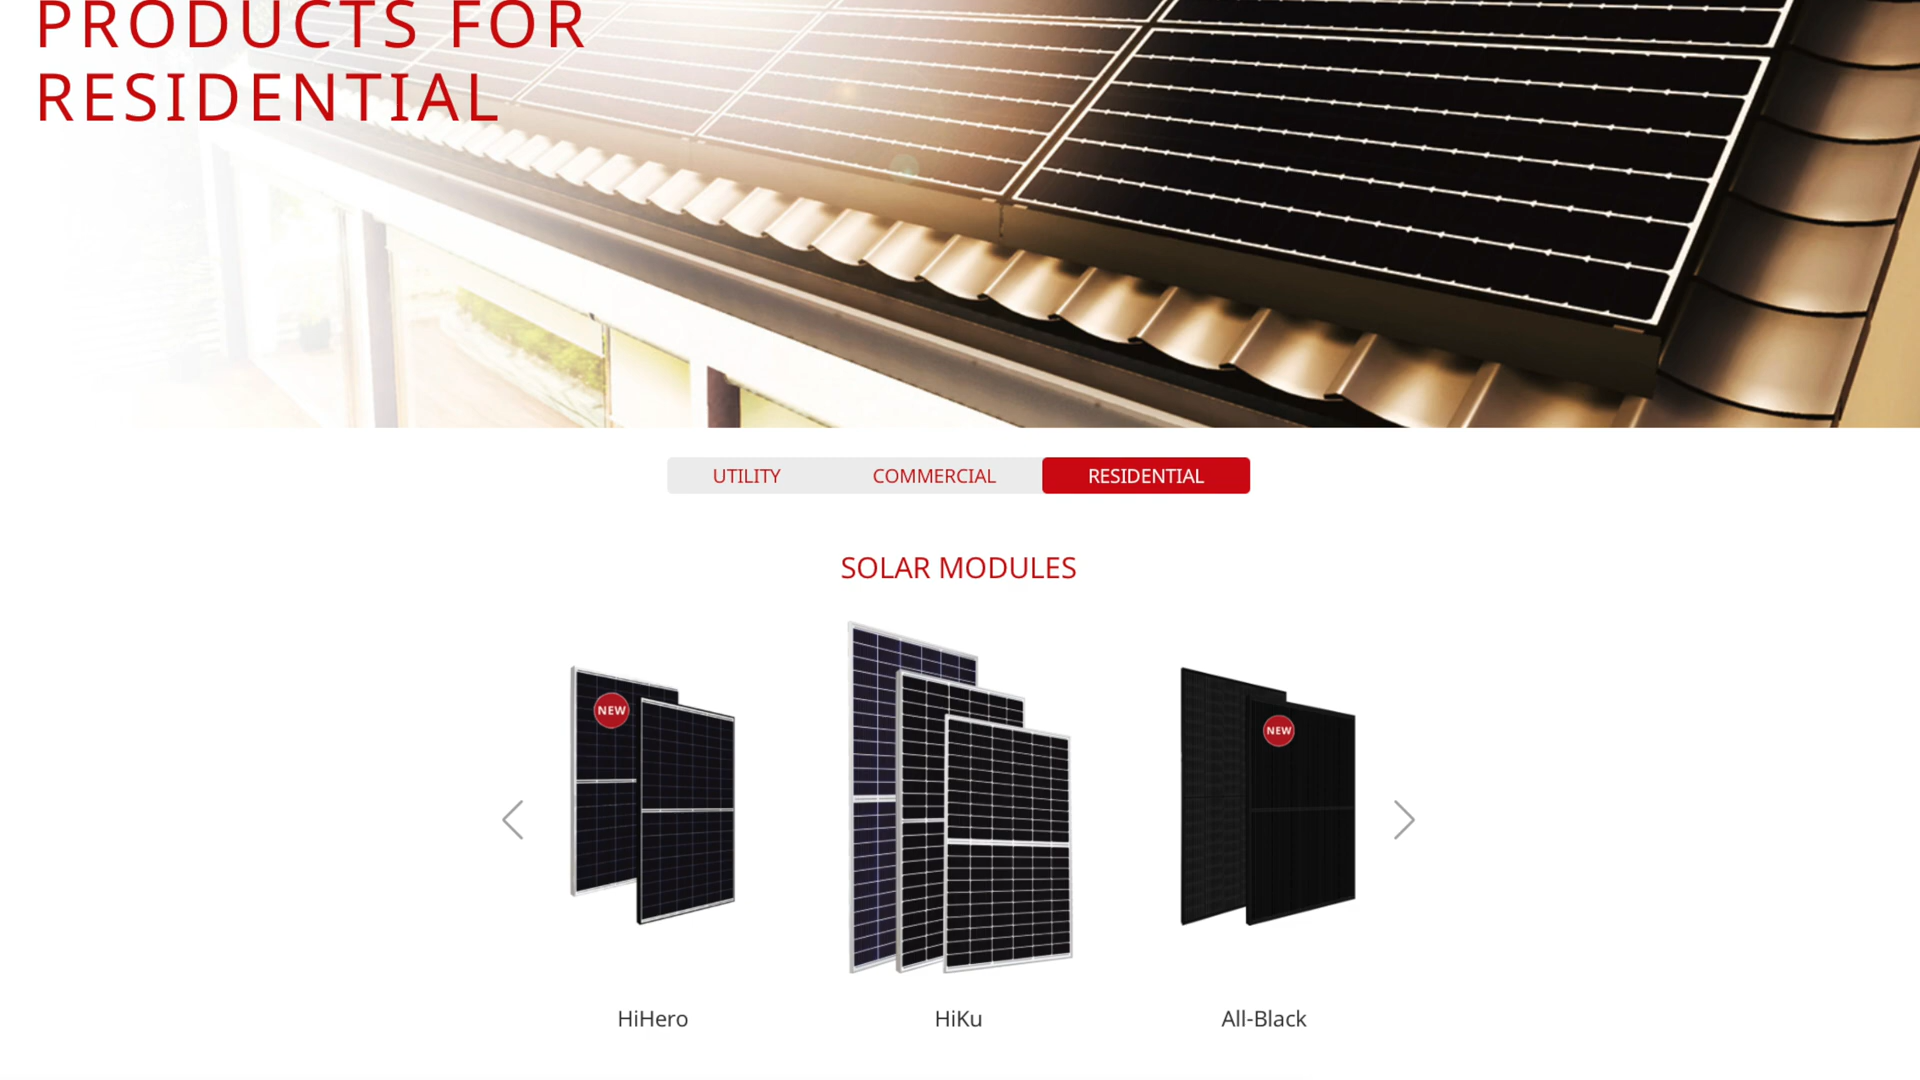 PRODUCTS FOR
RESIDENTIAL
UTILITY COMMERCIAL RESIDENTIAL
SOLAR MODULES
NEW
NEW
HiHero HiKu All-Black